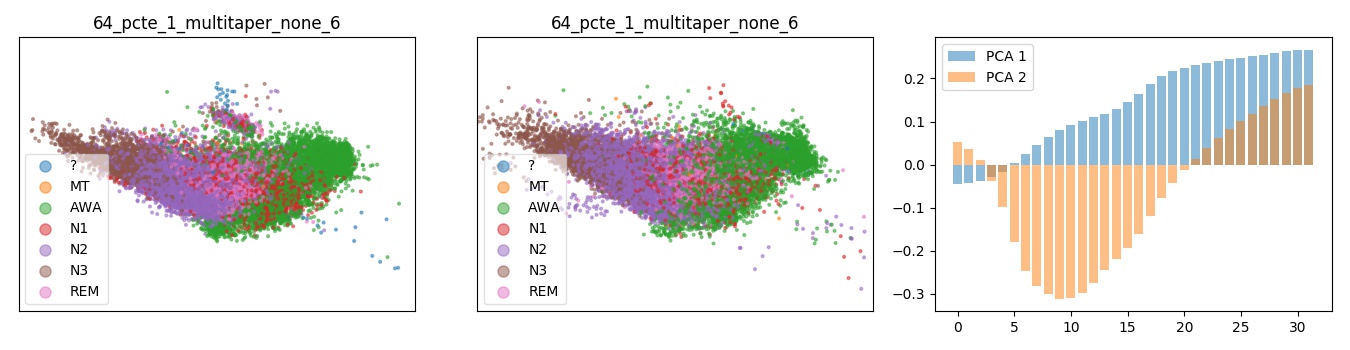 64_pcte_1_multitaper_none_6
?
MT
AWA
N1
N2
N3
REM
64_pcte_1_multitaper_none_6
?
MT
AWA
N1
N2
N3
REM
PCA 1
PCA 2
0.2
0.1
0.0
−0.1
−0.2
−0.3
0 5 10 15 20 25 30